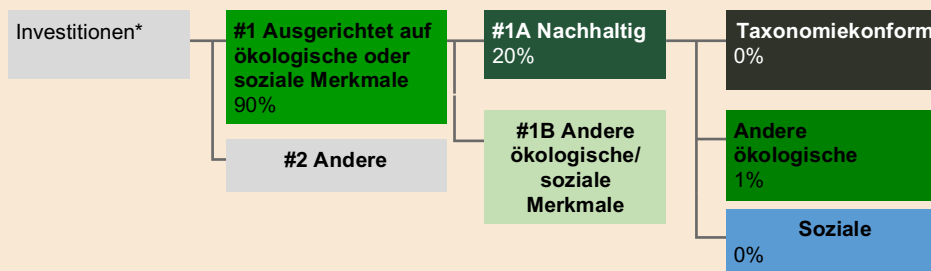 Investitionen*
#1 Ausgerichtet auf
ökologische oder
soziale Merkmale
90%
#2 Andere
#1A Nachhaltig
20%
#1B Andere
ökologische/
soziale
Merkmale
Taxonomiekonform
0%
Andere
ökologische
1%
Soziale
0%